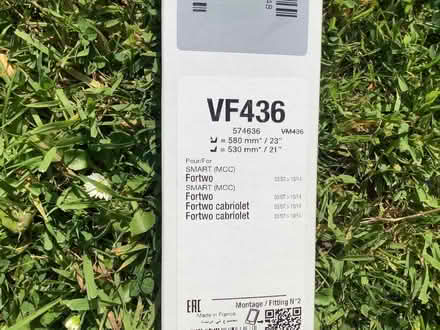 VF436
574636 VM436
= 580 mm* / 23"
= 530 mm* / 21"
Pour/For
SMART (MCC)
Fortwo
SMART (MCC)
Fortwo
Fortwo cabriolet
Fortwo cabriolet
EAC
Montage / Fitting N°2
Made in France